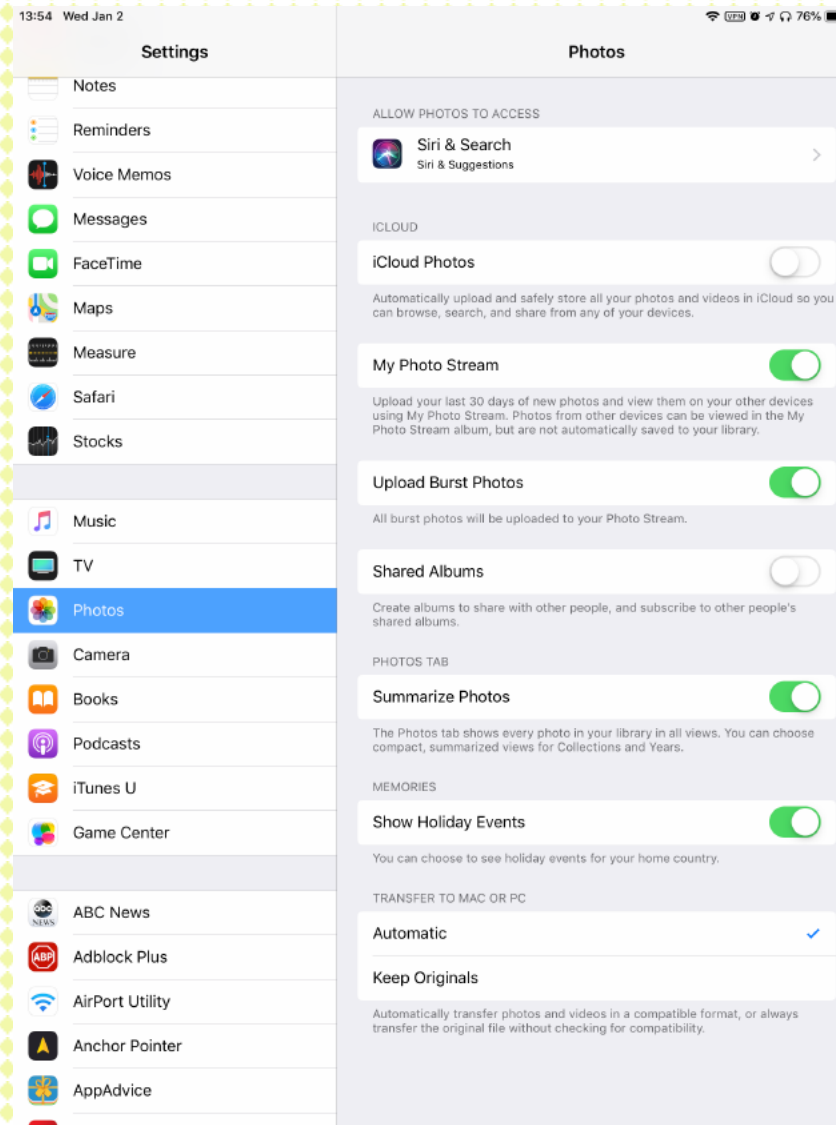 13:54 Wed Jan 2
VPN 76%
Settings
Notes
Reminders
Voice Memos
Messages
FaceTime
Maps
Measure
Safari
Stocks
Music
TV
Photos
Camera
Books
Podcasts
iTunes U
Game Center
abc
NEWS
ABC News
ABP
Adblock Plus
AirPort Utility
Anchor Pointer
AppAdvice
Photos
ALLOW PHOTOS TO ACCESS
Siri & Search
Siri & Suggestions
ICLOUD
iCloud Photos
Automatically upload and safely store all your photos and videos in iCloud so you
can browse, search, and share from any of your devices.
My Photo Stream
Upload your last 30 days of new photos and view them on your other devices
using My Photo Stream. Photos from other devices can be viewed in the My
Photo Stream album, but are not automatically saved to your library.
Upload Burst Photos
All burst photos will be uploaded to your Photo Stream.
Shared Albums
Create albums to share with other people, and subscribe to other people's
shared albums.
PHOTOS TAB
Summarize Photos
The Photos tab shows every photo in your library in all views. You can choose
compact, summarized views for Collections and Years.
MEMORIES
Show Holiday Events
You can choose to see holiday events for your home country.
TRANSFER TO MAC OR PC
Automatic
Keep Originals
Automatically transfer photos and videos in a compatible format, or always
transfer the original file without checking for compatibility.